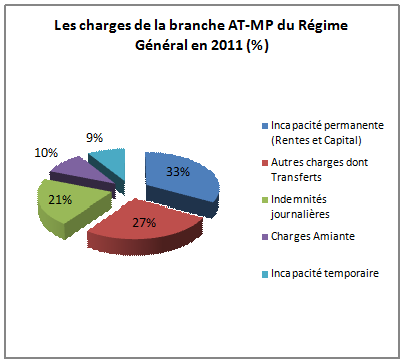 Les charges de la branche AT-MP du Régime
Général en 2011 (%)
9%
10%
33%
21%
27%
Incapacité permanente
(Rentes et Capital)
Autres charges dont
Transferts
Indemnités
journalières
Charges Amiante
Incapacité temporaire